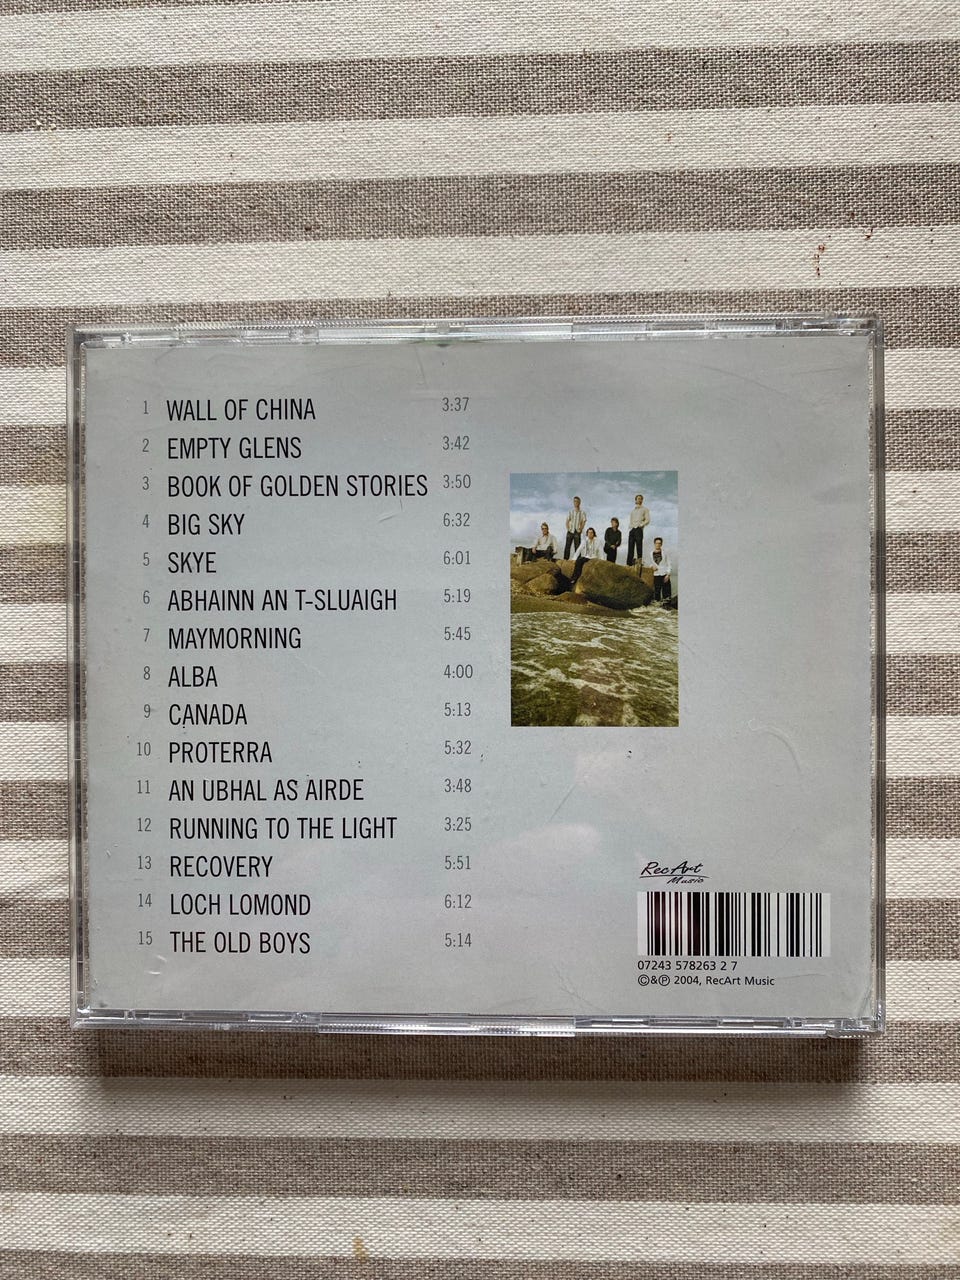 1 WALL OF CHINA 3:37
2 EMPTY GLENS 3:42
3 BOOK OF GOLDEN STORIES 3:50
4 BIG SKY 6:32
5 SKYE 6:01
6 ABHAINN AN T-SLUAIGH 5:19
7 MAYMORNING 5:45
8 ALBA 4:00
9 CANADA 5:13
10 PROTERRA 5:32
11 AN UBHAL AS AIRDE 3:48
12 RUNNING TO THE LIGHT 3:25
13 RECOVERY 5:51
14 LOCH LOMOND 6:12
15 THE OLD BOYS 5:14
RecArt
Music
07243 578263 2 7
©&℗ 2004, RecArt Music